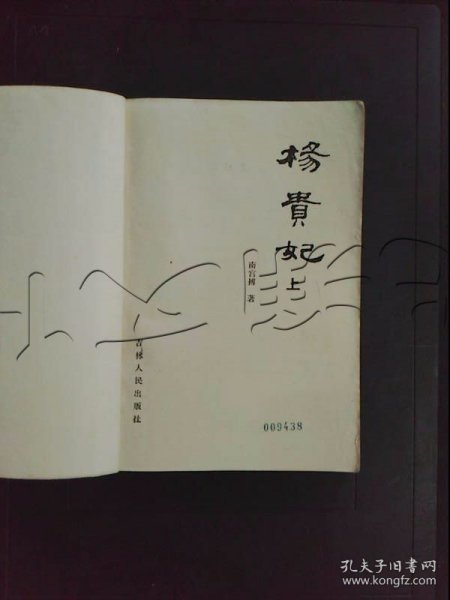 楊貴妃
上
南宫搏 著
吉林人民出版社
009438
孔夫子旧书网
www.kongfz.com